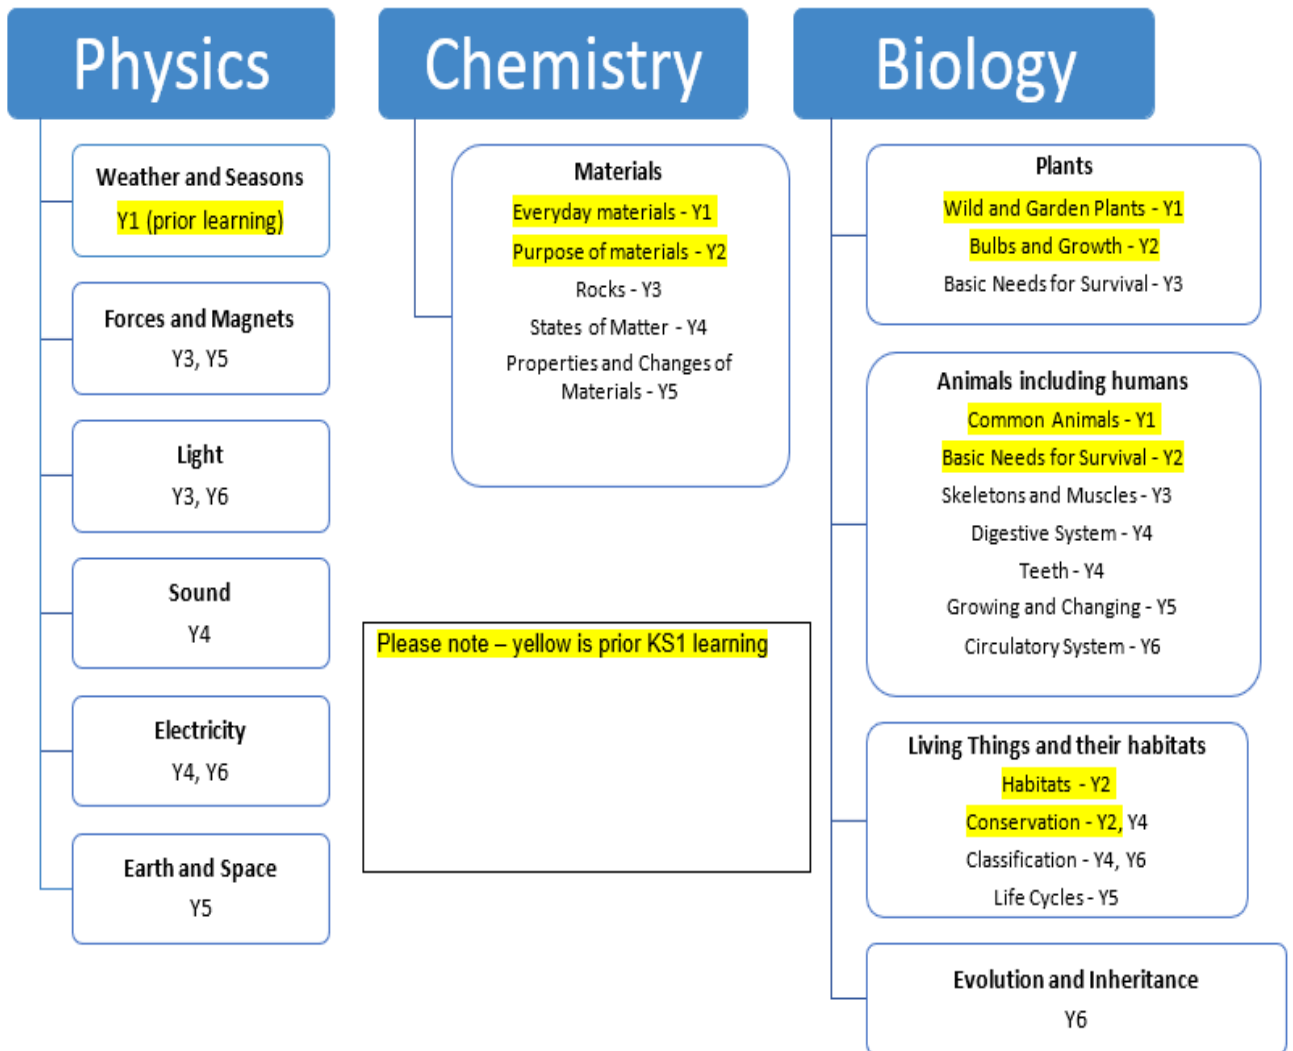 Physics
Weather and Seasons
Y1 (prior learning)
Forces and Magnets
Y3, Y5
Light
Y3, Y6
Sound
Y4
Electricity
Y4, Y6
Earth and Space
Y5
Chemistry
Materials
Everyday materials - Y1
Purpose of materials - Y2
Rocks - Y3
States of Matter - Y4
Properties and Changes of
Materials - Y5
Please note – yellow is prior KS1 learning
Biology
Plants
Wild and Garden Plants - Y1
Bulbs and Growth - Y2
Basic Needs for Survival - Y3
Animals including humans
Common Animals - Y1
Basic Needs for Survival - Y2
Skeletons and Muscles - Y3
Digestive System - Y4
Teeth - Y4
Growing and Changing - Y5
Circulatory System - Y6
Living Things and their habitats
Habitats - Y2
Conservation - Y2, Y4
Classification - Y4, Y6
Life Cycles - Y5
Evolution and Inheritance
Y6